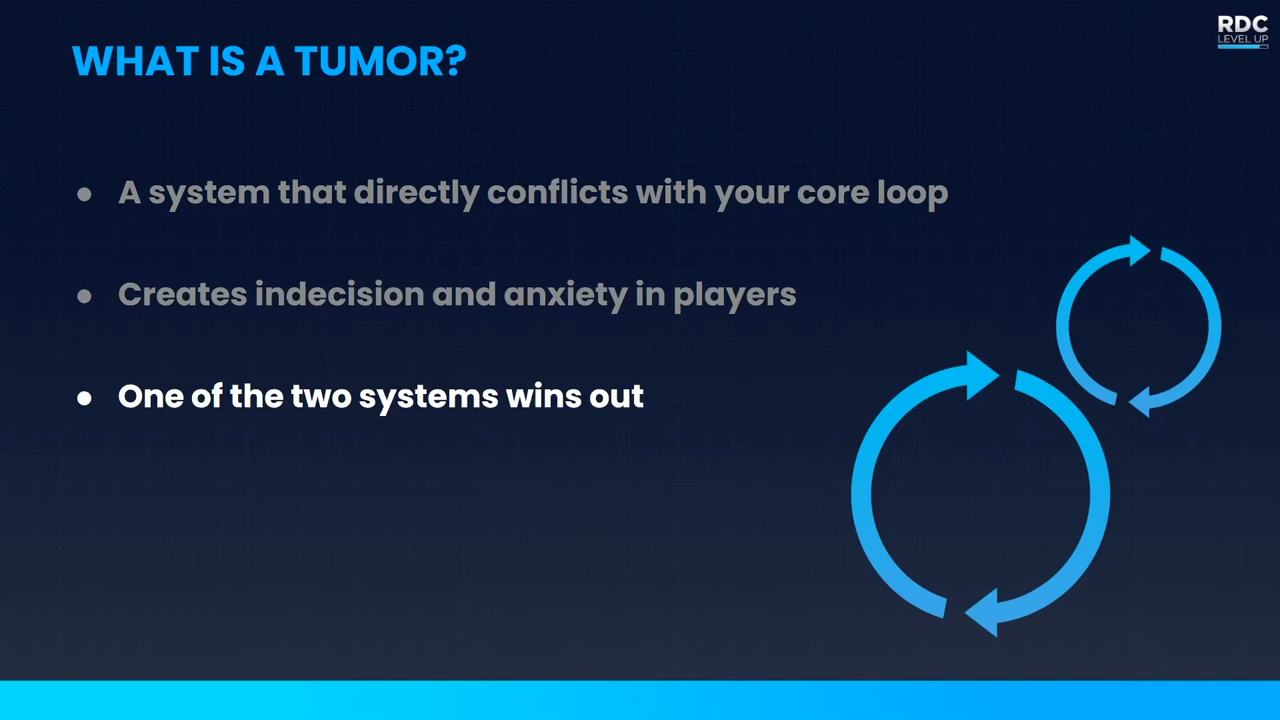 RDC
LEVEL UP
WHAT IS A TUMOR?
● A system that directly conflicts with your core loop
● Creates indecision and anxiety in players
● One of the two systems wins out